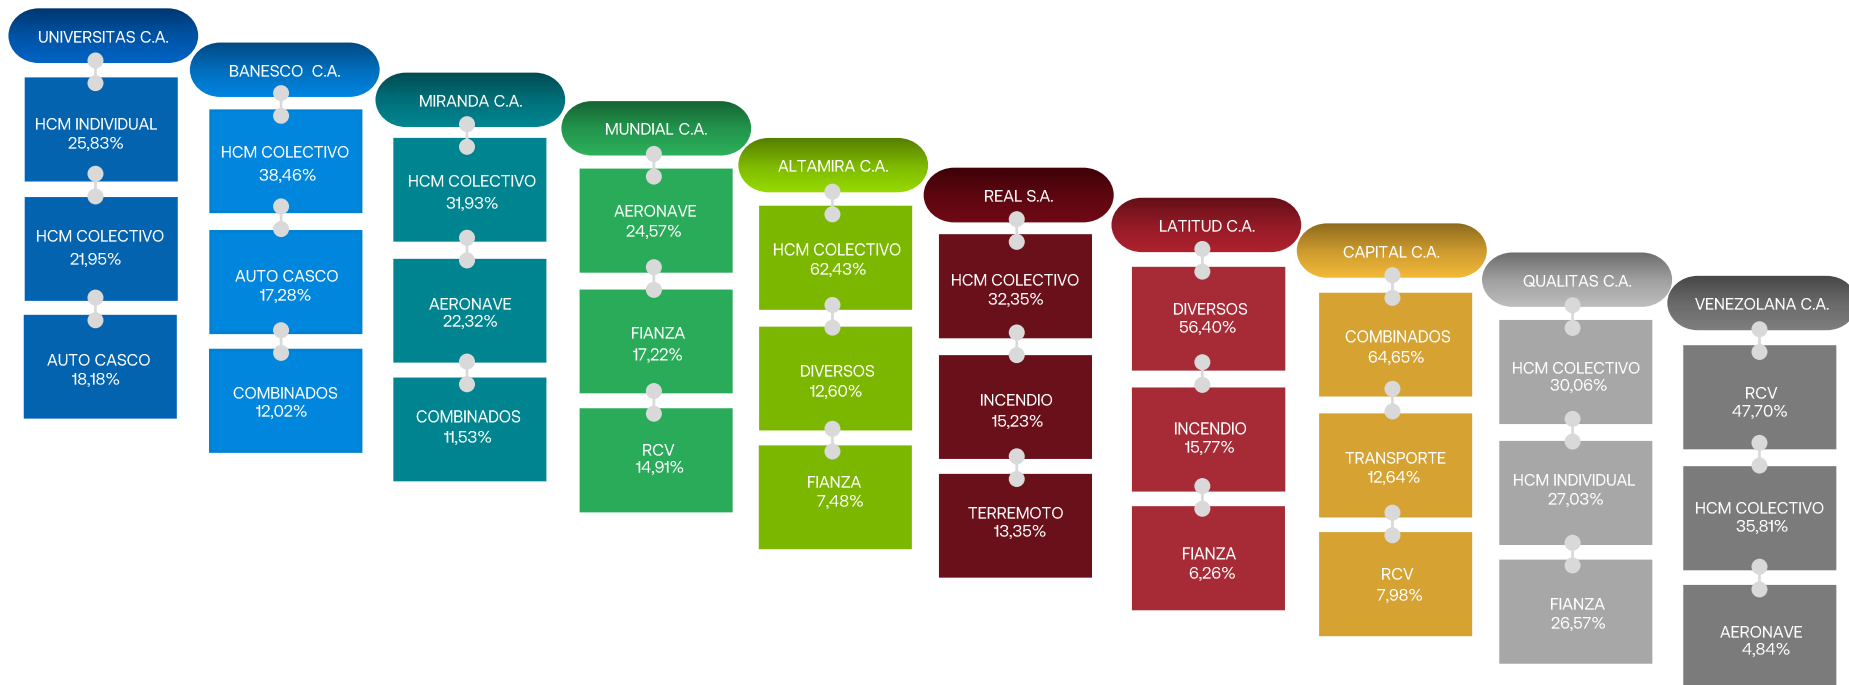 UNIVERSITAS C.A.
HCM INDIVIDUAL
25,83%
HCM COLECTIVO
21,95%
AUTO CASCO
18,18%
BANESCO C.A.
HCM COLECTIVO
38,46%
AUTO CASCO
17,28%
COMBINADOS
12,02%
MIRANDA C.A.
HCM COLECTIVO
31,93%
AERONAVE
22,32%
COMBINADOS
11,53%
MUNDIAL C.A.
AERONAVE
24,57%
FIANZA
17,22%
RCV
14,91%
ALTAMIRA C.A.
HCM COLECTIVO
62,43%
DIVERSOS
12,60%
FIANZA
7,48%
REAL S.A.
HCM COLECTIVO
32,35%
INCENDIO
15,23%
TERREMOTO
13,35%
LATITUD C.A.
DIVERSOS
56,40%
INCENDIO
15,77%
FIANZA
6,26%
CAPITAL C.A.
COMBINADOS
64,65%
TRANSPORTE
12,64%
RCV
7,98%
QUALITAS C.A.
HCM COLECTIVO
30,06%
HCM INDIVIDUAL
27,03%
FIANZA
26,57%
VENEZOLANA C.A.
RCV
47,70%
HCM COLECTIVO
35,81%
AERONAVE
4,84%